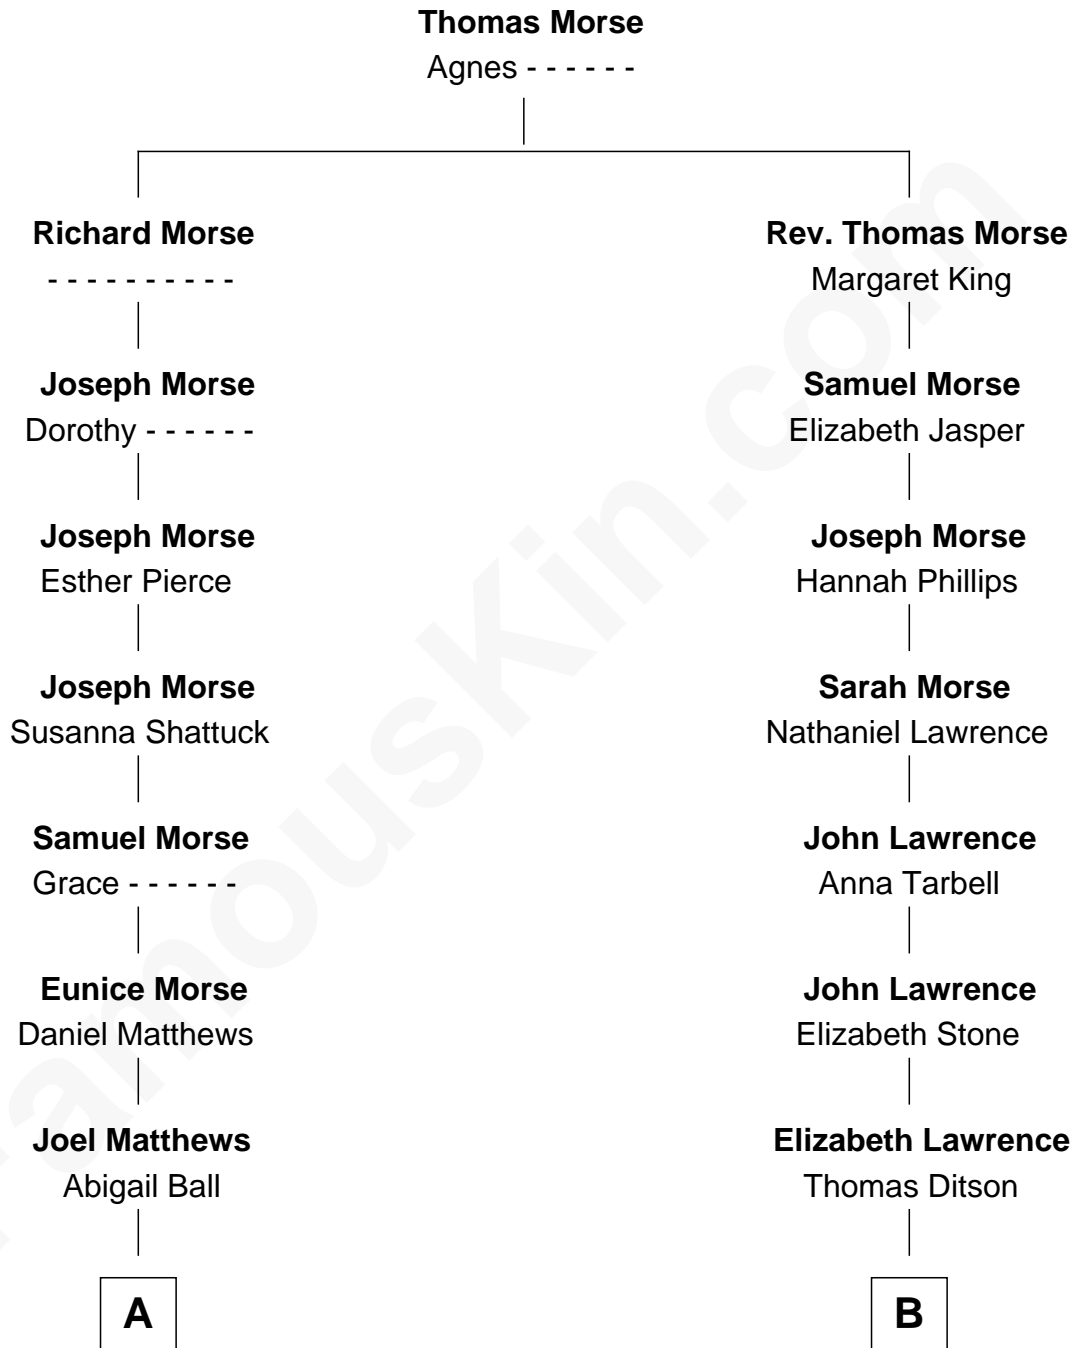 Thomas Morse
Agnes - - - - - -
Richard Morse
- - - - - - - - - -
Rev. Thomas Morse
Margaret King
Joseph Morse
Dorothy - - - - - -
Samuel Morse
Elizabeth Jasper
Joseph Morse
Esther Pierce
Joseph Morse
Hannah Phillips
Joseph Morse
Susanna Shattuck
Sarah Morse
Nathaniel Lawrence
Samuel Morse
Grace - - - - - -
John Lawrence
Anna Tarbell
Eunice Morse
Daniel Matthews
John Lawrence
Elizabeth Stone
Joel Matthews
Abigail Ball
Elizabeth Lawrence
Thomas Ditson
A
B
FamousKin.com